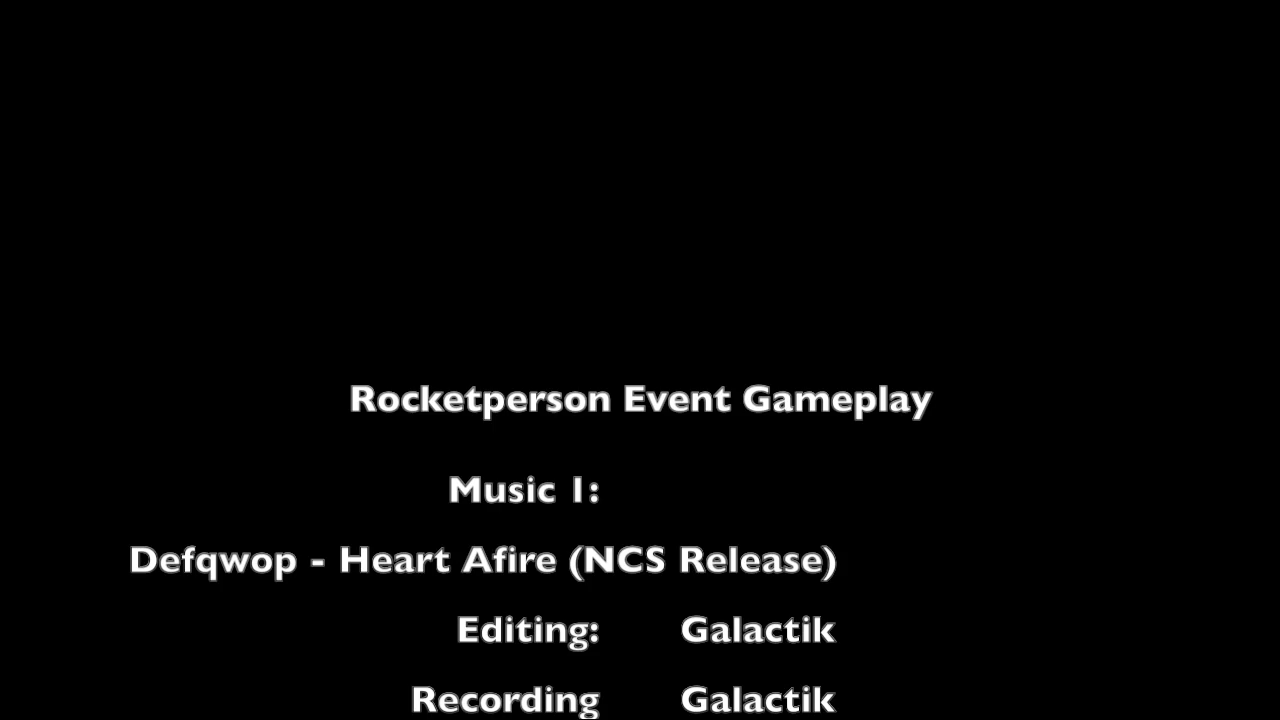 Rocketperson Event Gameplay
Music 1:
Defqwop - Heart Afire (NCS Release)
Editing: Galactik
Recording Galactik